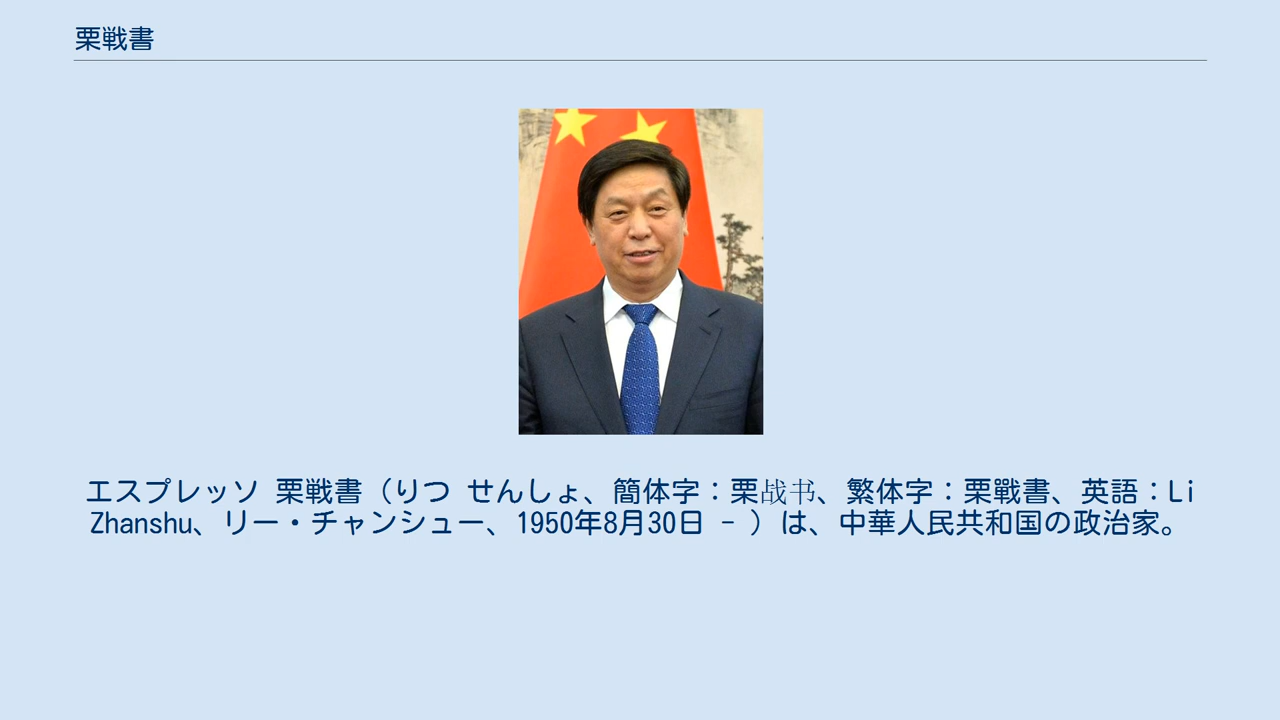 栗戦書
エスプレッソ 栗戦書（りつ せんしょ、簡体字：栗战书、繁体字：栗戰書、英語：Li
Zhanshu、リー・チャンシュー、1950年8月30日 - ）は、中華人民共和国の政治家。